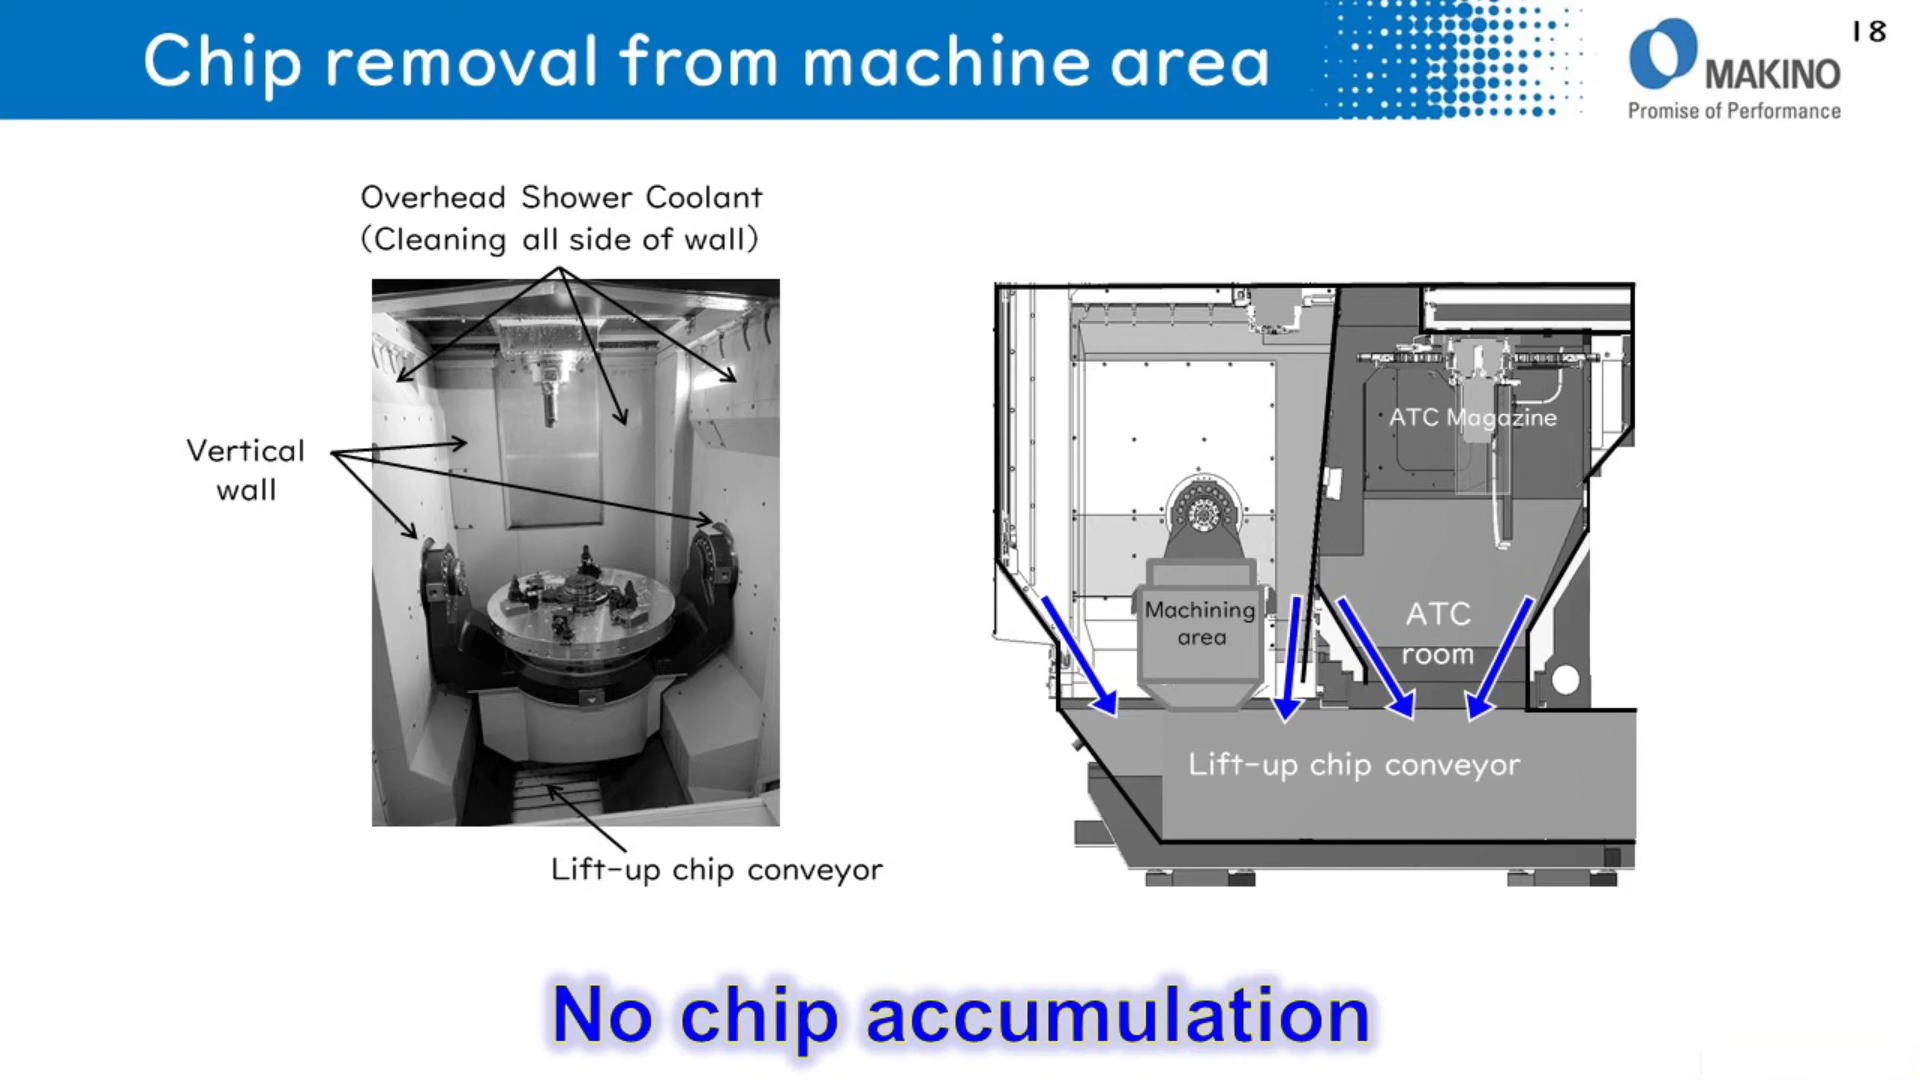 Chip removal from machine area
MAKINO
Promise of Performance
18
Overhead Shower Coolant
(Cleaning all side of wall)
Vertical
wall
Lift-up chip conveyor
ATC Magazine
Machining
area
ATC
room
Lift-up chip conveyor
No chip accumulation